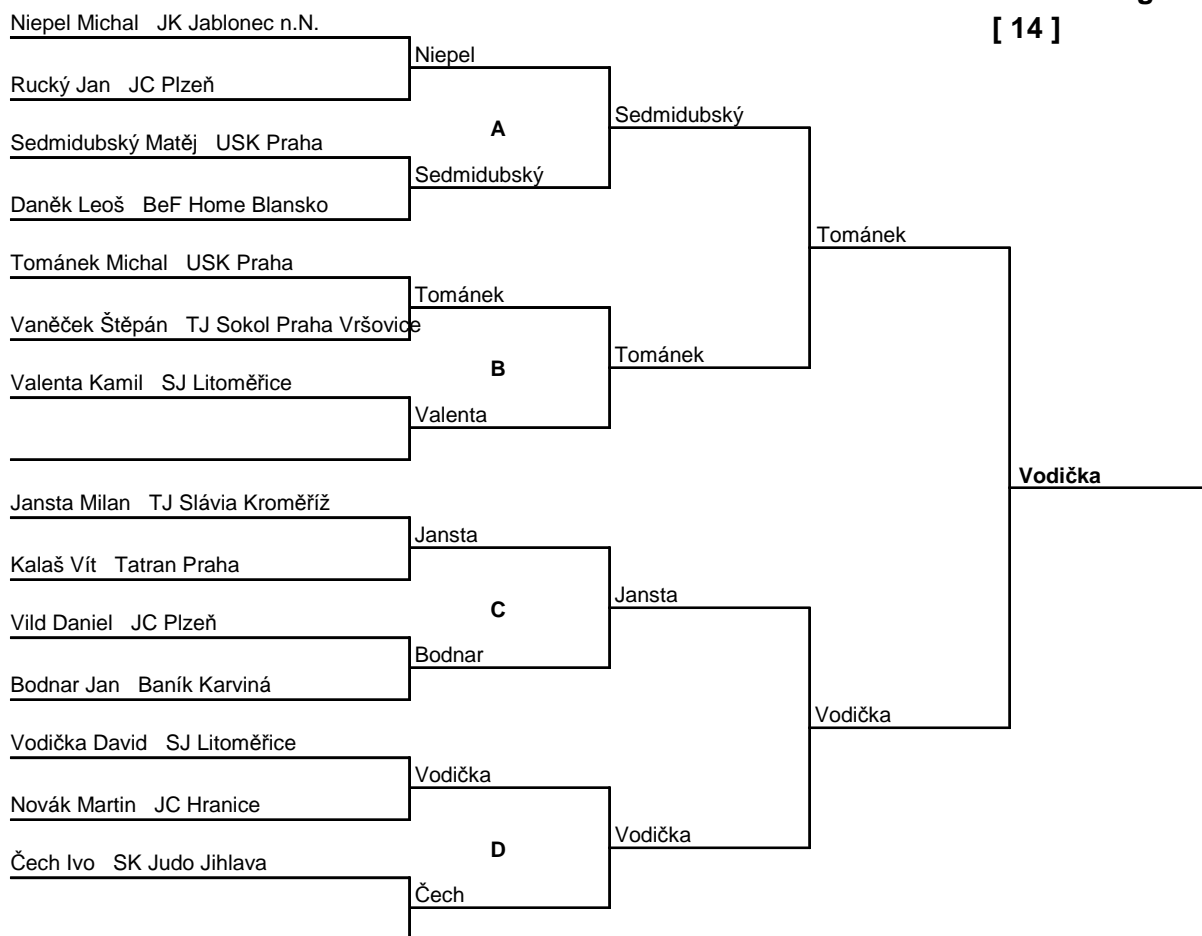 g
[ 14 ]
Niepel Michal JK Jablonec n.N.
Niepel
Rucký Jan JC Plzeň
A
Sedmidubský
Sedmidubský Matěj USK Praha
Sedmidubský
Daněk Leoš BeF Home Blansko
Tománek
Tománek Michal USK Praha
Tománek
Vaněček Štěpán TJ Sokol Praha Vršovice
B
Tománek
Valenta Kamil SJ Litoměřice
Valenta
Vodička
Jansta Milan TJ Slávia Kroměříž
Jansta
Kalaš Vít Tatran Praha
C
Jansta
Vild Daniel JC Plzeň
Bodnar
Bodnar Jan Baník Karviná
Vodička
Vodička David SJ Litoměřice
Vodička
Novák Martin JC Hranice
D
Vodička
Čech Ivo SK Judo Jihlava
Čech